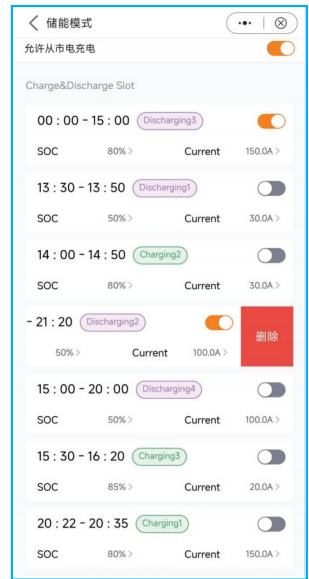 储能模式
允许从市电充电
Charge&Discharge Slot
00 : 00 - 15 : 00 Discharging3
SOC 80% > Current 150.0A >
13 : 30 - 13 : 50 Discharging1
SOC 50% > Current 30.0A >
14 : 00 - 14 : 50 Charging2
SOC 80% > Current 30.0A >
- 21 : 20 Discharging2 删除
50% > Current 100.0A >
15 : 00 - 20 : 00 Discharging4
SOC 50% > Current 100.0A >
15 : 30 - 16 : 20 Charging3
SOC 85% > Current 20.0A >
20 : 22 - 20 : 35 Charging1
SOC 80% > Current 150.0A >